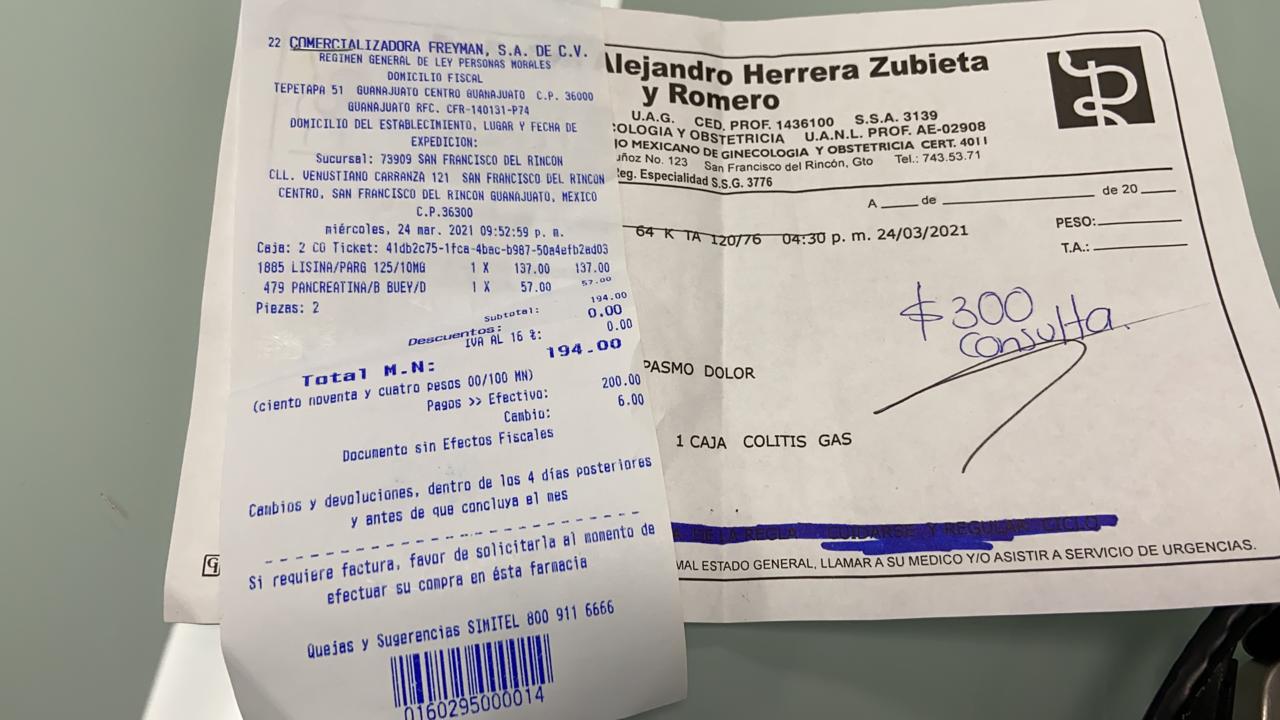 22 COMERCIALIZADORA FREYMAN, S.A. DE C.V.
REGIMEN GENERAL DE LEY PERSONAS MORALES
DOMICILIO FISCAL
TEPETAPA 51 GUANAJUATO CENTRO GUANAJUATO C.P. 36000
GUANAJUATO RFC. CFR-140131-P74
DOMICILIO DEL ESTABLECIMIENTO, LUGAR Y FECHA DE
EXPEDICION:
Sucursal: 73909 SAN FRANCISCO DEL RINCON
CLL. VENUSTIANO CARRANZA 121 SAN FRANCISCO DEL RINCON
CENTRO, SAN FRANCISCO DEL RINCON GUANAJUATO, MEXICO
C.P.36300
miércoles, 24 mar. 2021 09:52:59 p. m.
Caja: 2 CG Ticket: 41db2c75-1fca-4bac-b987-50a4efb2ad03
1885 LISINA/PARG 125/10MG 1 X 137.00 137.00
479 PANCREATINA/B BUEY/D 1 X 57.00 57.00
Piezas: 2
Subtotal: 194.00
Descuentos: 0.00
IVA AL 16 %: 0.00
Total M.N: 194.00
(ciento noventa y cuatro pesos 00/100 MN)
Pagos >> Efectivo: 200.00
Cambio: 6.00
Documento sin Efectos Fiscales
Cambios y devoluciones, dentro de los 4 días posteriores
y antes de que concluya el mes
Si requiere factura, favor de solicitarla al momento de
efectuar su compra en ésta farmacia
Quejas y Sugerencias SIMITEL 800 911 6666
0160295000014
Alejandro Herrera Zubieta
y Romero
U.A.G. CED. PROF. 1436100 S.S.A. 3139
COLOGIA Y OBSTETRICIA U.A.N.L. PROF. AE-02908
JO MEXICANO DE GINECOLOGIA Y OBSTETRICIA CERT. 4011
uñoz No. 123 San Francisco del Rincón, Gto Tel.: 743.53.71
Reg. Especialidad S.S.G. 3776
A de de 20
64 K TA 120/76 04:30 p. m. 24/03/2021
PESO:
T.A.:
$300
consulta.
PASMO DOLOR
1 CAJA COLITIS GAS
DE LA REGLA CUIDARSE Y REGULAR CICLO
MAL ESTADO GENERAL, LLAMAR A SU MEDICO Y/O ASISTIR A SERVICIO DE URGENCIAS.